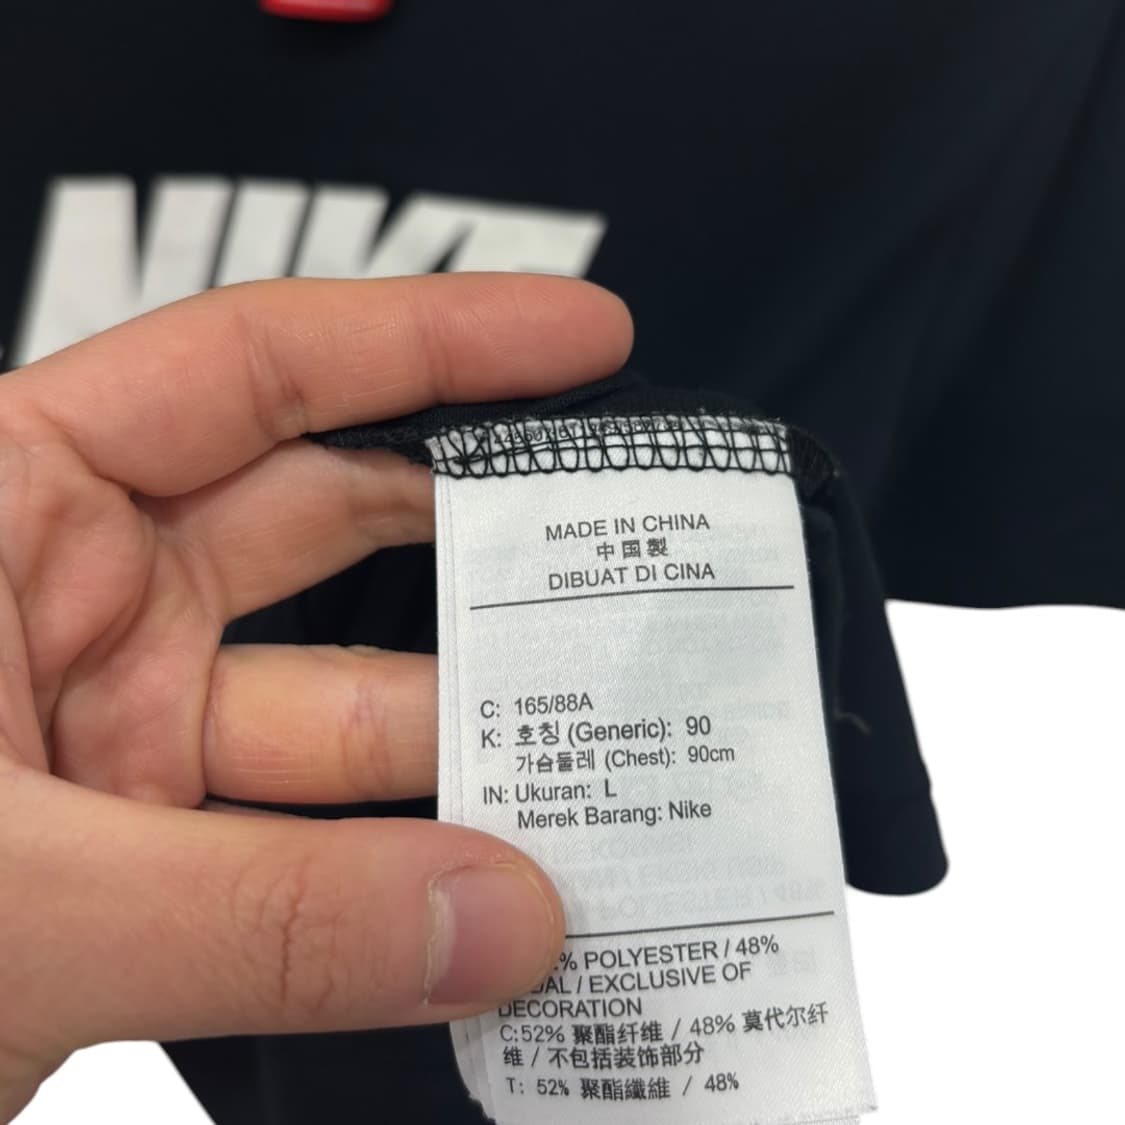 NIKE
MADE IN CHINA
中国製
DIBUAT DI CINA
C: 165/88A
K: 호칭 (Generic): 90
가슴둘레 (Chest): 90cm
IN: Ukuran: L
Merek Barang: Nike
% POLYESTER / 48%
/ EXCLUSIVE OF
DECORATION
C:52% 聚酯纤维 / 48% 莫代尔纤
维 / 不包括装饰部分
T: 52% 聚酯纖維 / 48%